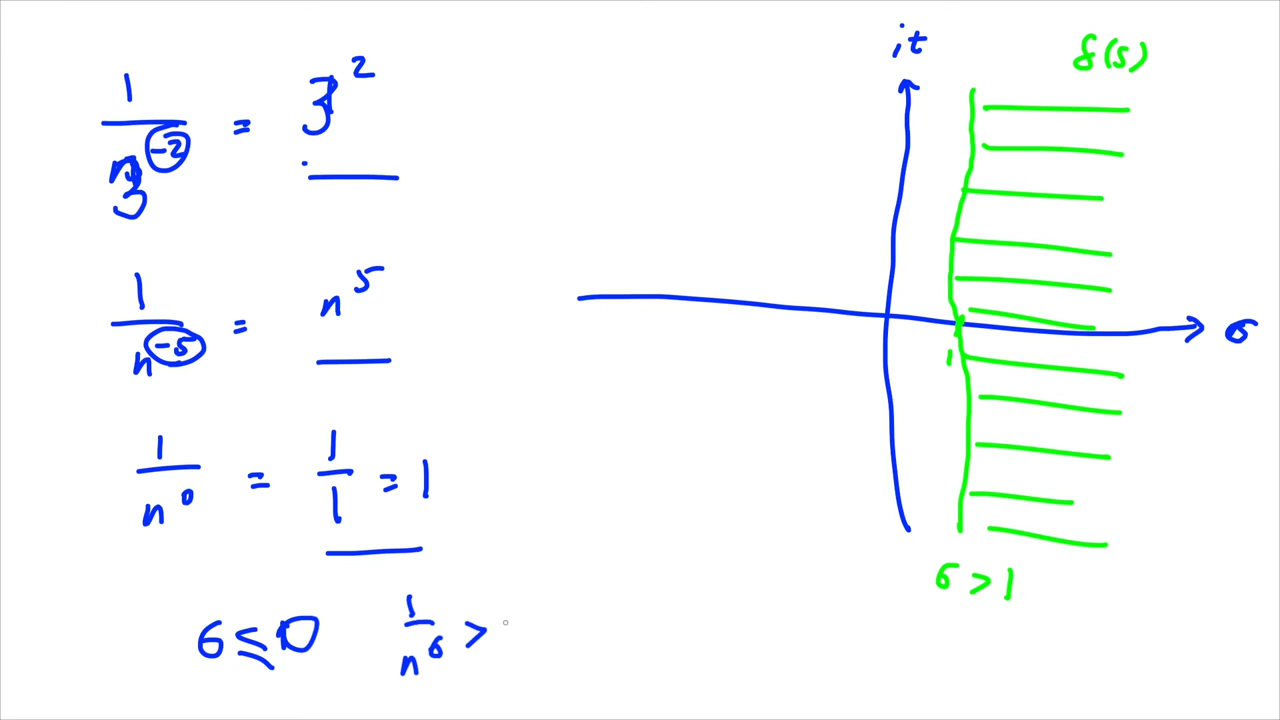 1/3^-2 = 3^2
1/n^-5 = n^5
1/n^0 = 1/1 = 1
σ ≤ 0 1/n^σ >
it
f(s)
σ
1
σ > 1